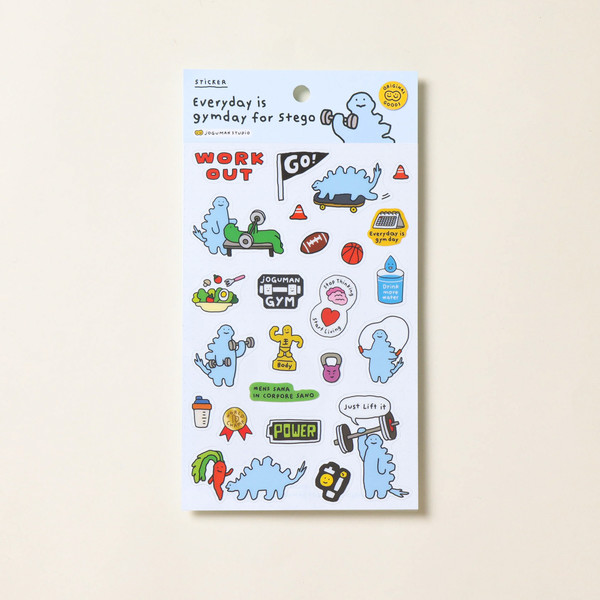 STICKER
Everyday is
gymday for Stego
JOGUMAN STUDIO
ORIGINAL
GOODS
WORK
OUT
GO!
Everyday is
gym day
JOGUMAN
GYM
Stop Thinking
Start Living
Drink
more
water
Body
MENS SANA
IN CORPORE SANO
Just Lift it
POWER